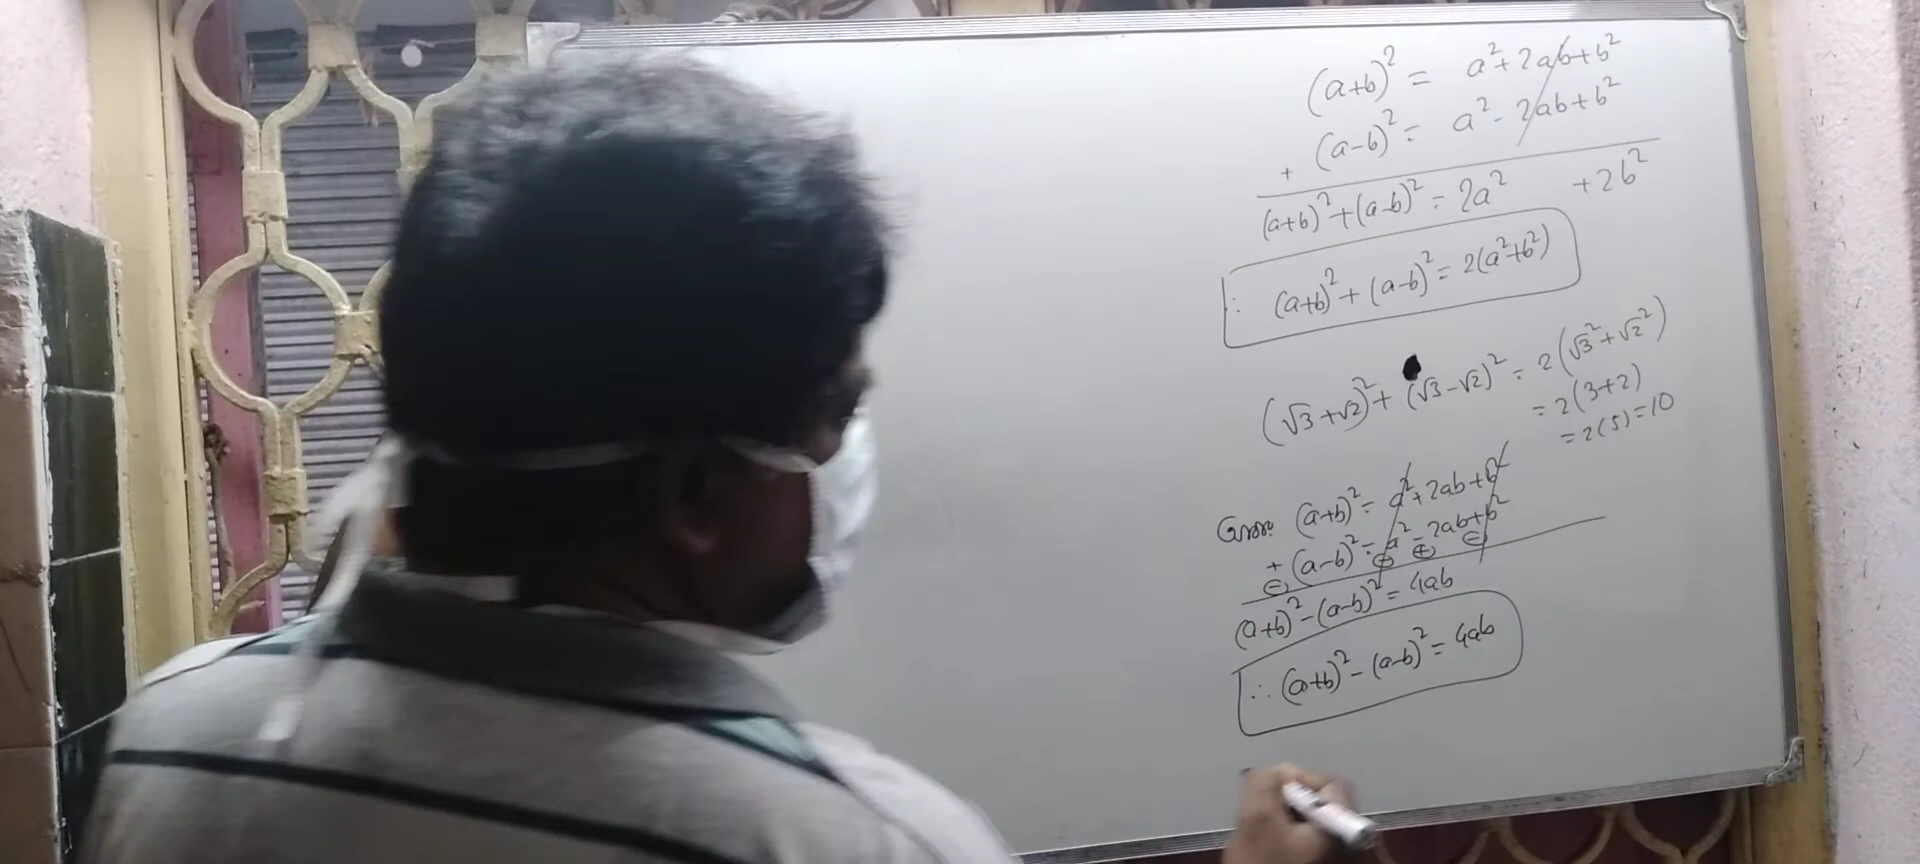 (a+b)² = a²+2ab+b²
+ (a-b)² = a²-2ab+b²
(a+b)²+(a-b)² = 2a² +2b²
∴ (a+b)²+(a-b)² = 2(a²+b²)
(√3+√2)²+(√3-√2)² = 2(√3²+√2²)
= 2(3+2)
= 2(5)=10
(a+b)² = a²+2ab+b²
+ (a-b)² = a²-2ab+b²
(-) (-) (+) (-)
(a+b)²-(a-b)² = 4ab
∴ (a+b)²-(a-b)² = 4ab